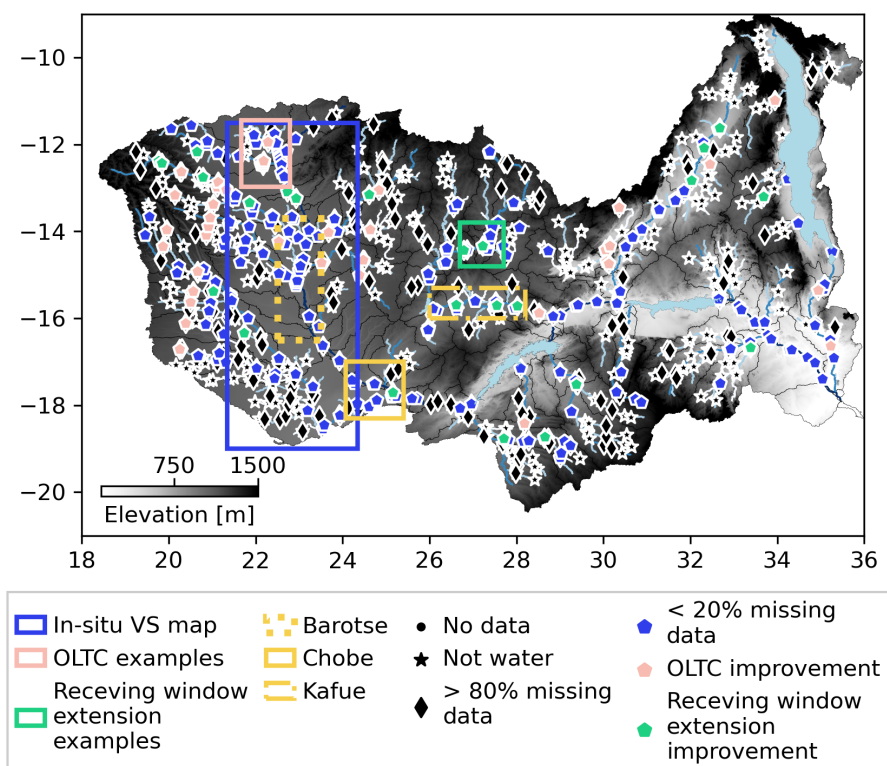 −10
−12
−14
−16
−18
−20
750 1500
Elevation [m]
18 20 22 24 26 28 30 32 34 36
In-situ VS map
OLTC examples
Receving window
extension
examples
Barotse
Chobe
Kafue
No data
Not water
> 80% missing
data
< 20% missing
data
OLTC improvement
Receving window
extension
improvement